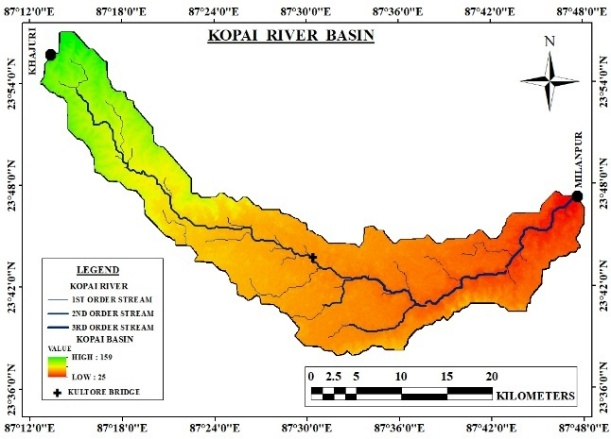 87°12'0"E 87°18'0"E 87°24'0"E 87°30'0"E 87°36'0"E 87°42'0"E 87°48'0"E
KOPAI RIVER BASIN
N
KHAJURI
MILANPUR
23°54'0"N 23°54'0"N
23°48'0"N 23°48'0"N
23°42'0"N 23°42'0"N
23°36'0"N 23°36'0"N
LEGEND
KOPAI RIVER
1ST ORDER STREAM
2ND ORDER STREAM
3RD ORDER STREAM
KOPAI BASIN
VALUE
HIGH : 159
LOW : 25
KULTORE BRIDGE
0 2.5 5 10 15 20
KILOMETERS
87°12'0"E 87°18'0"E 87°24'0"E 87°30'0"E 87°36'0"E 87°42'0"E 87°48'0"E